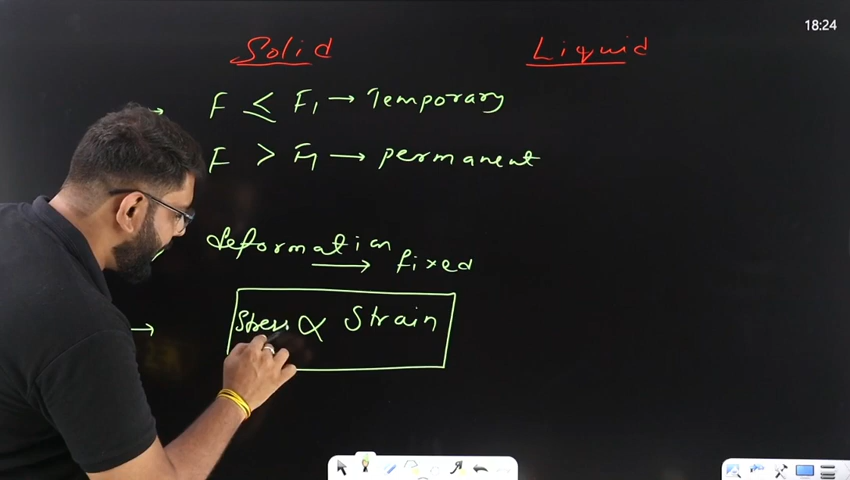 18:24
Solid Liquid
→ F ≤ F₁ → Temporary
F > F₁ → permanent
deformation → fixed
→ Stress ∝ Strain